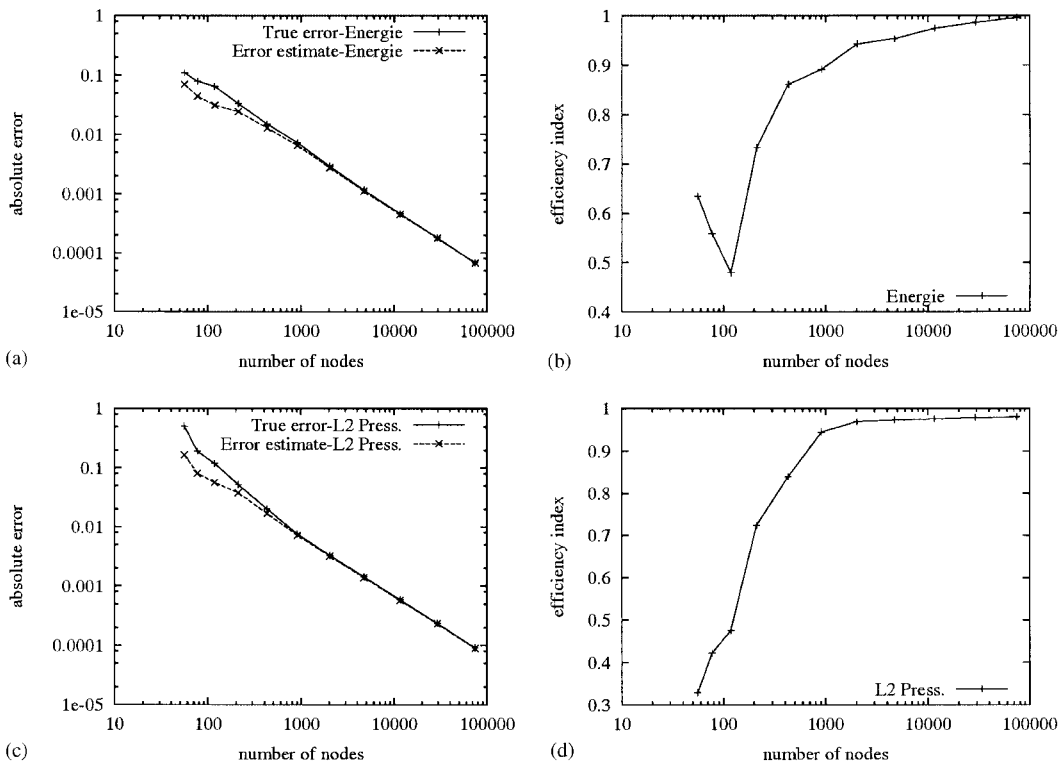 True error-Energie
Error estimate-Energie
1
0.1
0.01
0.001
0.0001
1e-05
absolute error
10
100
1000
10000
100000
number of nodes
(a)
1
0.9
0.8
0.7
0.6
0.5
0.4
efficiency index
Energie
10
100
1000
10000
100000
number of nodes
(b)
True error-L2 Press.
Error estimate-L2 Press.
1
0.1
0.01
0.001
0.0001
1e-05
absolute error
10
100
1000
10000
100000
number of nodes
(c)
1
0.9
0.8
0.7
0.6
0.5
0.4
0.3
efficiency index
L2 Press.
10
100
1000
10000
100000
number of nodes
(d)